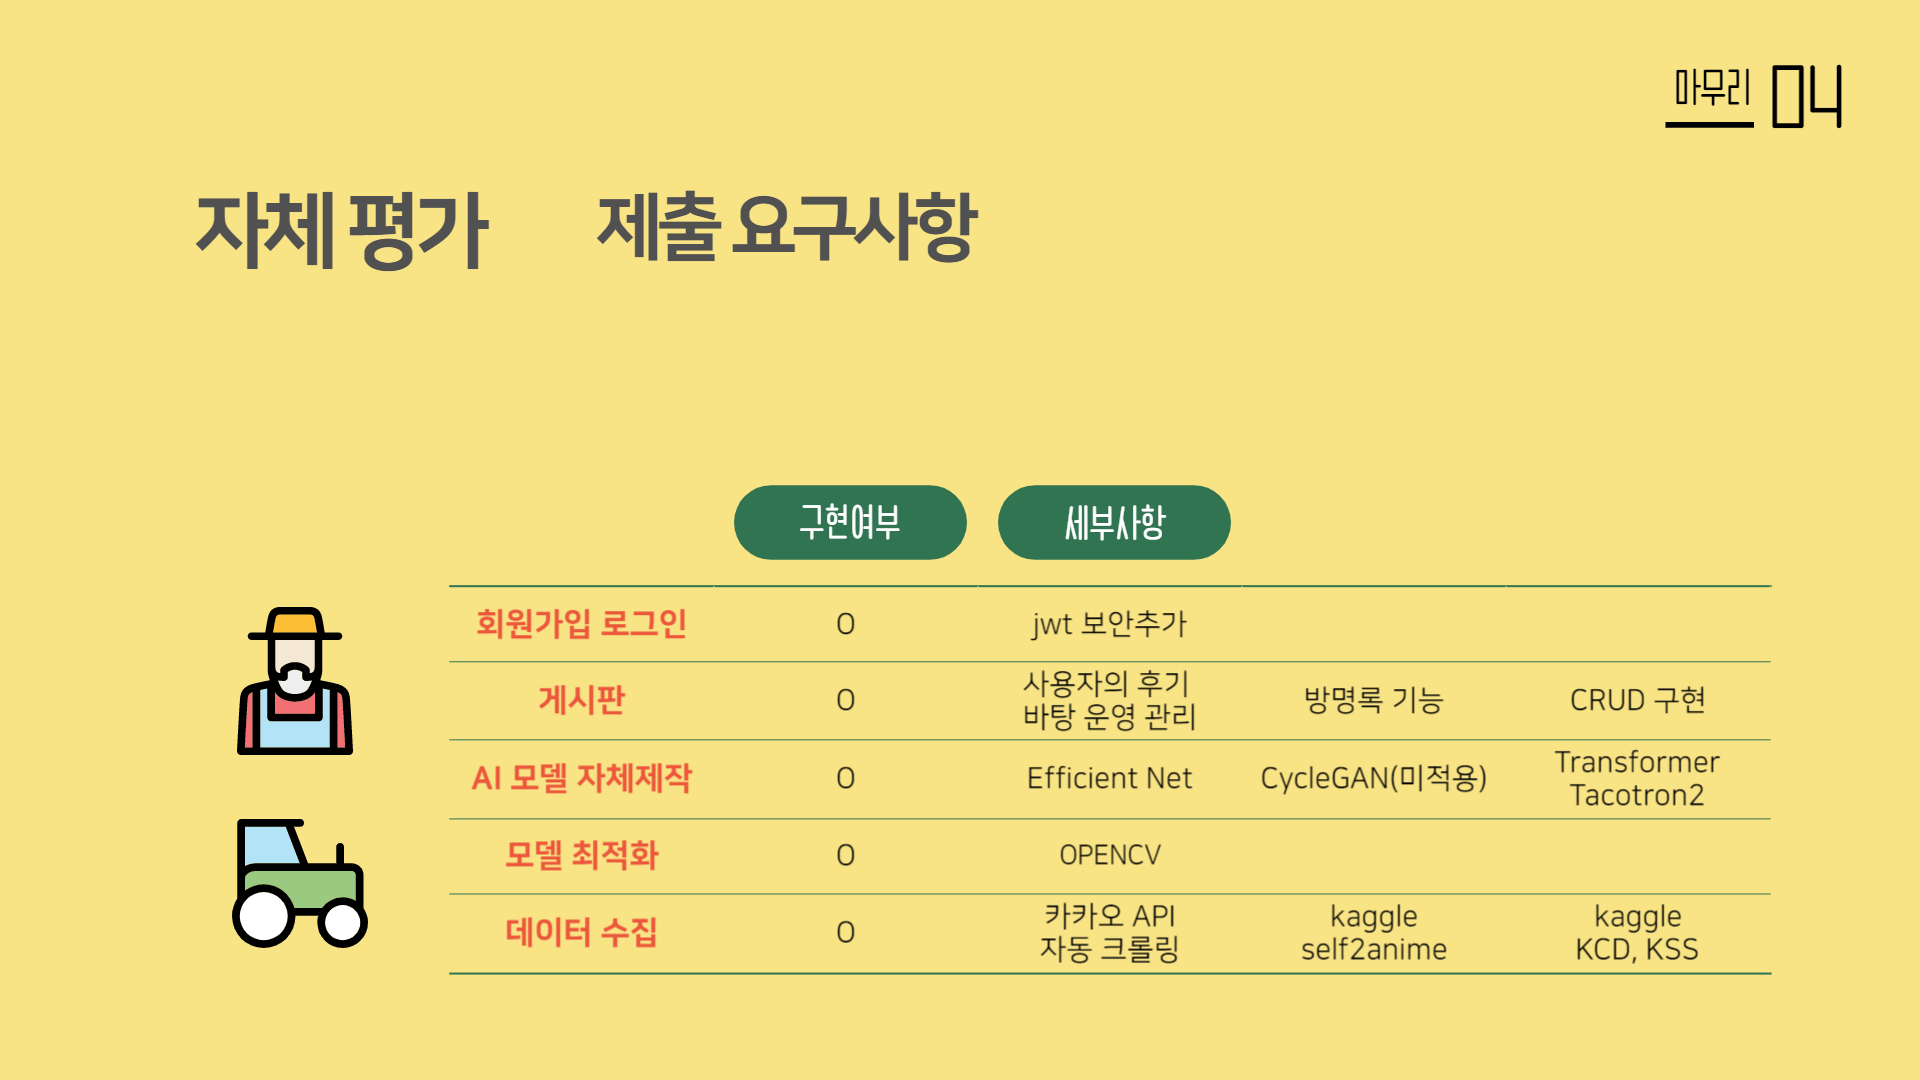 마무리 04
자체 평가 제출 요구사항
구현여부 세부사항
회원가입 로그인 O jwt 보안추가
게시판 O 사용자의 후기
바탕 운영 관리 방명록 기능 CRUD 구현
AI 모델 자체제작 O Efficient Net CycleGAN(미적용) Transformer
Tacotron2
모델 최적화 O OPENCV
데이터 수집 O 카카오 API
자동 크롤링 kaggle
self2anime kaggle
KCD, KSS